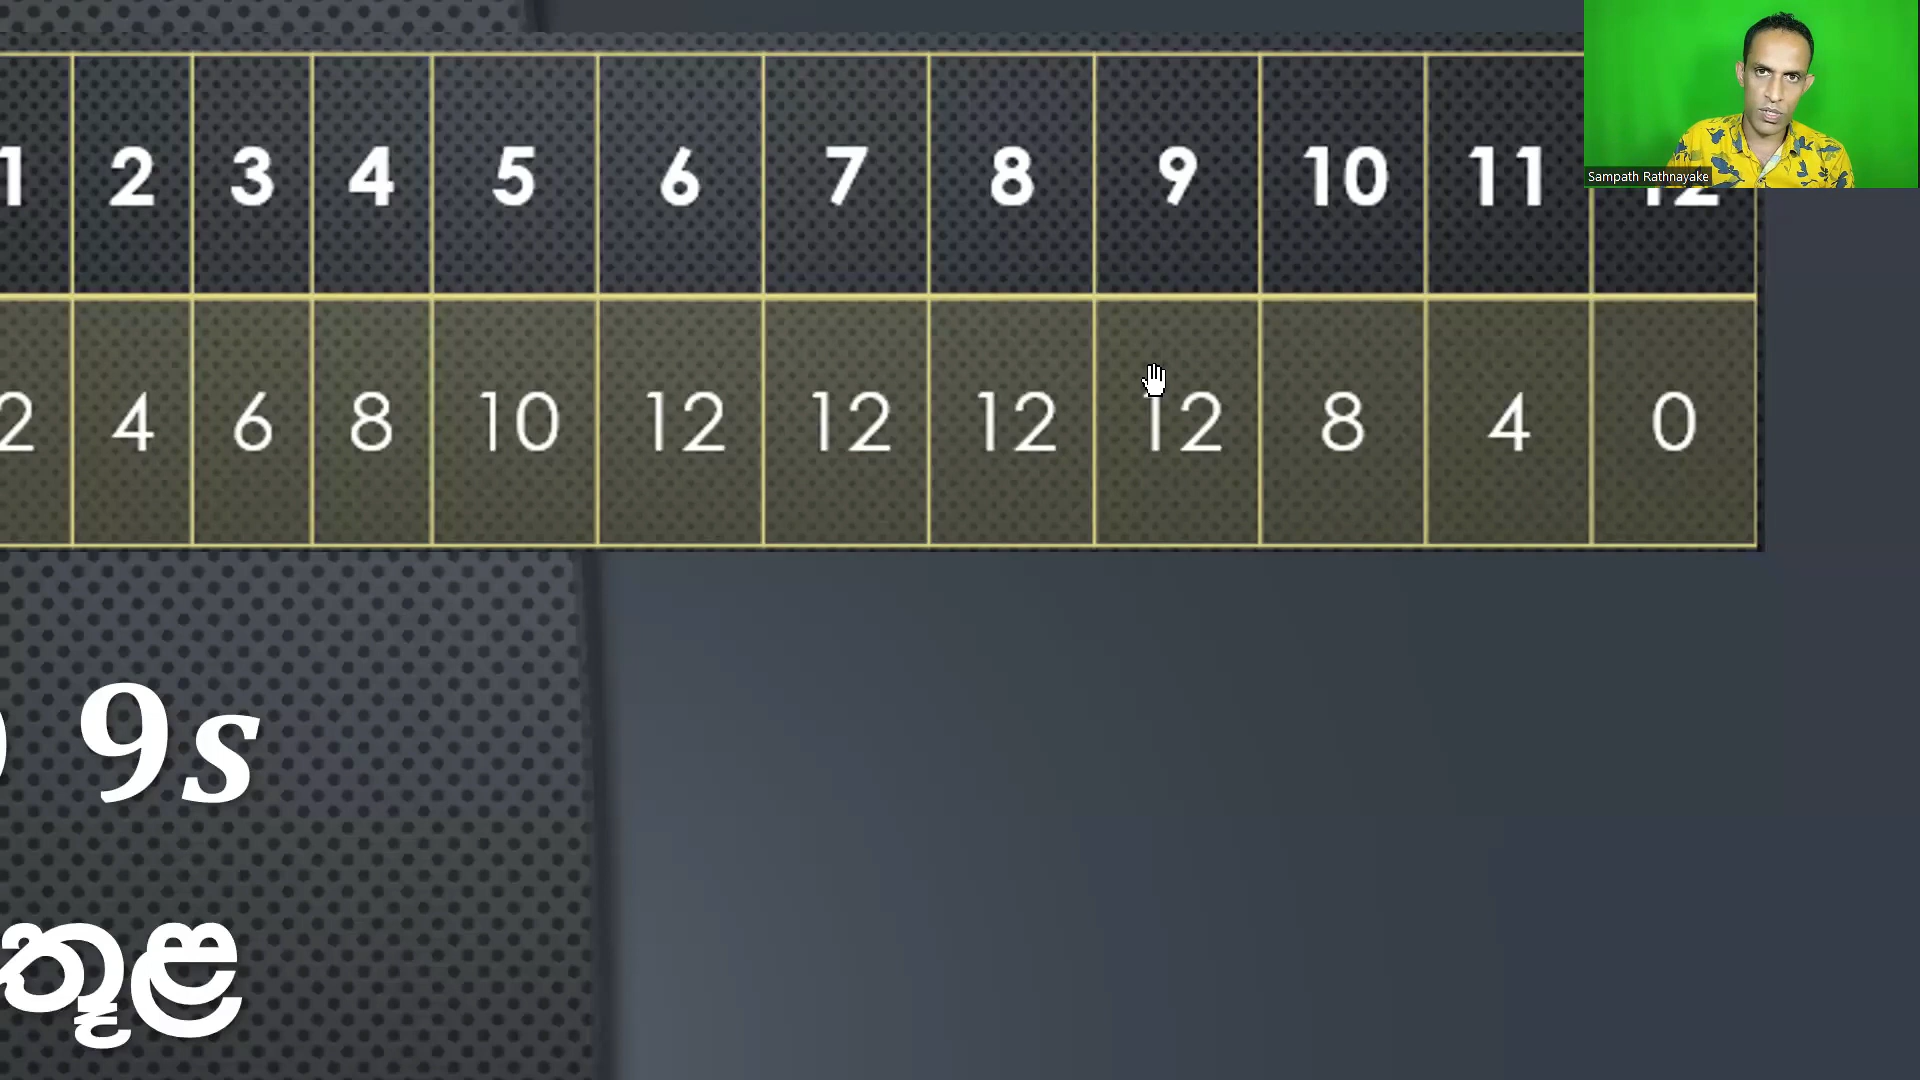 1 2 3 4 5 6 7 8 9 10 11 12
2 4 6 8 10 12 12 12 12 8 4 0
Sampath Rathnayake
9s
තුළ